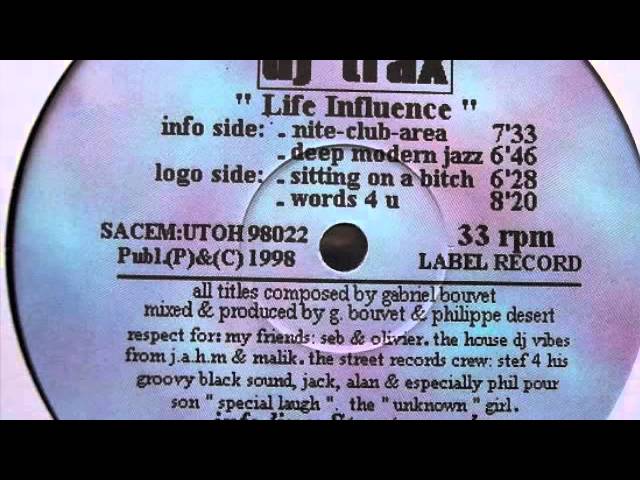 dj trax
" Life Influence "
info side: - nite-club-area 7'33
- deep modern jazz 6'46
logo side: - sitting on a bitch 6'28
- words 4 u 8'20
SACEM:UTOH 98022 33 rpm
Publ.(P)&(C) 1998 LABEL RECORD
all titles composed by gabriel bouvet
mixed & produced by g. bouvet & philippe desert
respect for: my friends: seb & olivier. the house dj vibes
from j.a.h.m & malik. the street records crew: stef 4 his
groovy black sound, jack, alan & especially phil pour
son " special laugh ". the " unknown " girl.